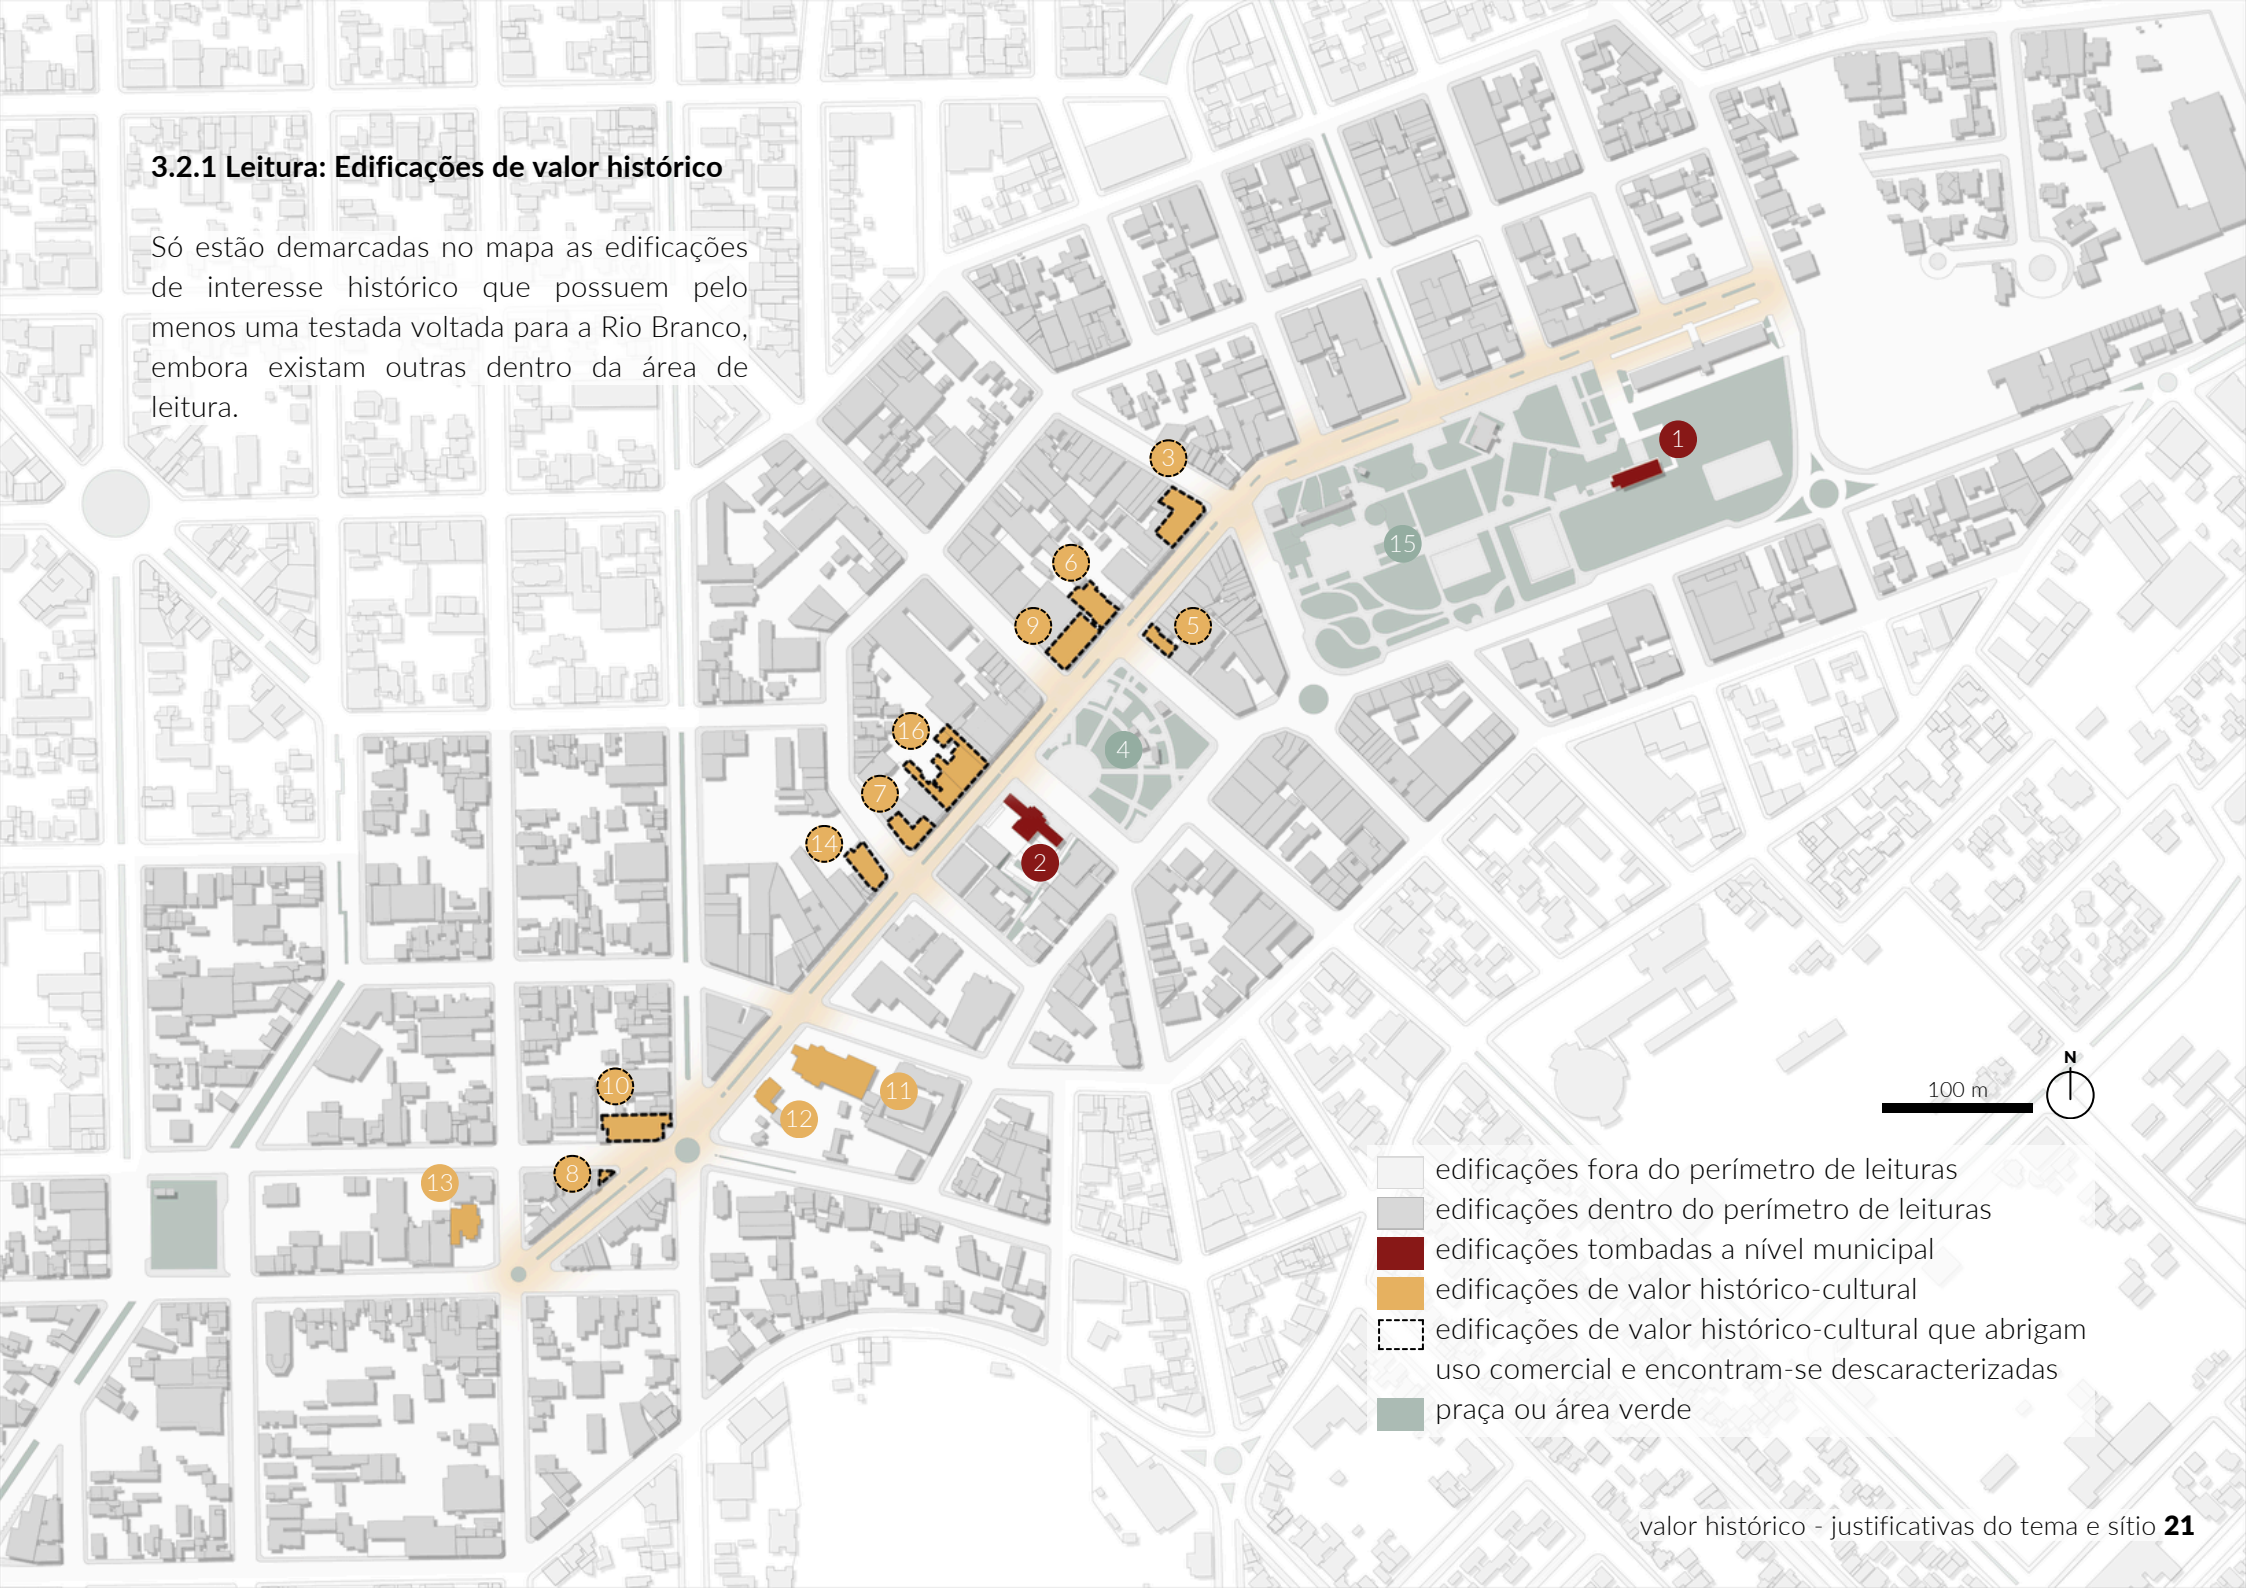 3.2.1 Leitura: Edificações de valor histórico
Só estão demarcadas no mapa as edificações
de interesse histórico que possuem pelo
menos uma testada voltada para a Rio Branco,
embora existam outras dentro da área de
leitura.
1
3
15
6
9
5
16
4
7
14
2
10
11
12
13
8
N
100 m
edificações fora do perímetro de leituras
edificações dentro do perímetro de leituras
edificações tombadas a nível municipal
edificações de valor histórico-cultural
edificações de valor histórico-cultural que abrigam
uso comercial e encontram-se descaracterizadas
praça ou área verde
valor histórico - justificativas do tema e sítio 21